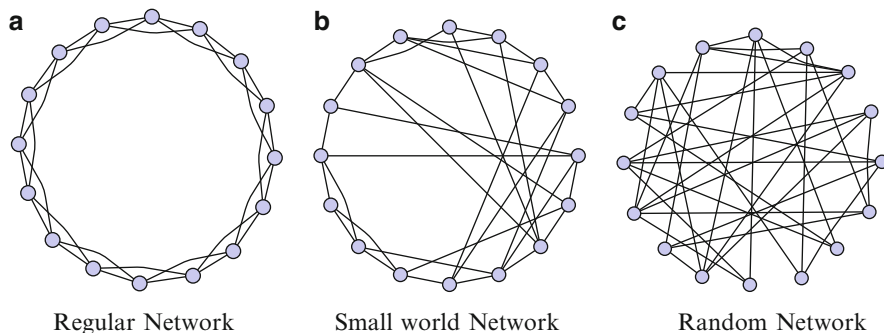 a
b
c
Regular Network
Small world Network
Random Network